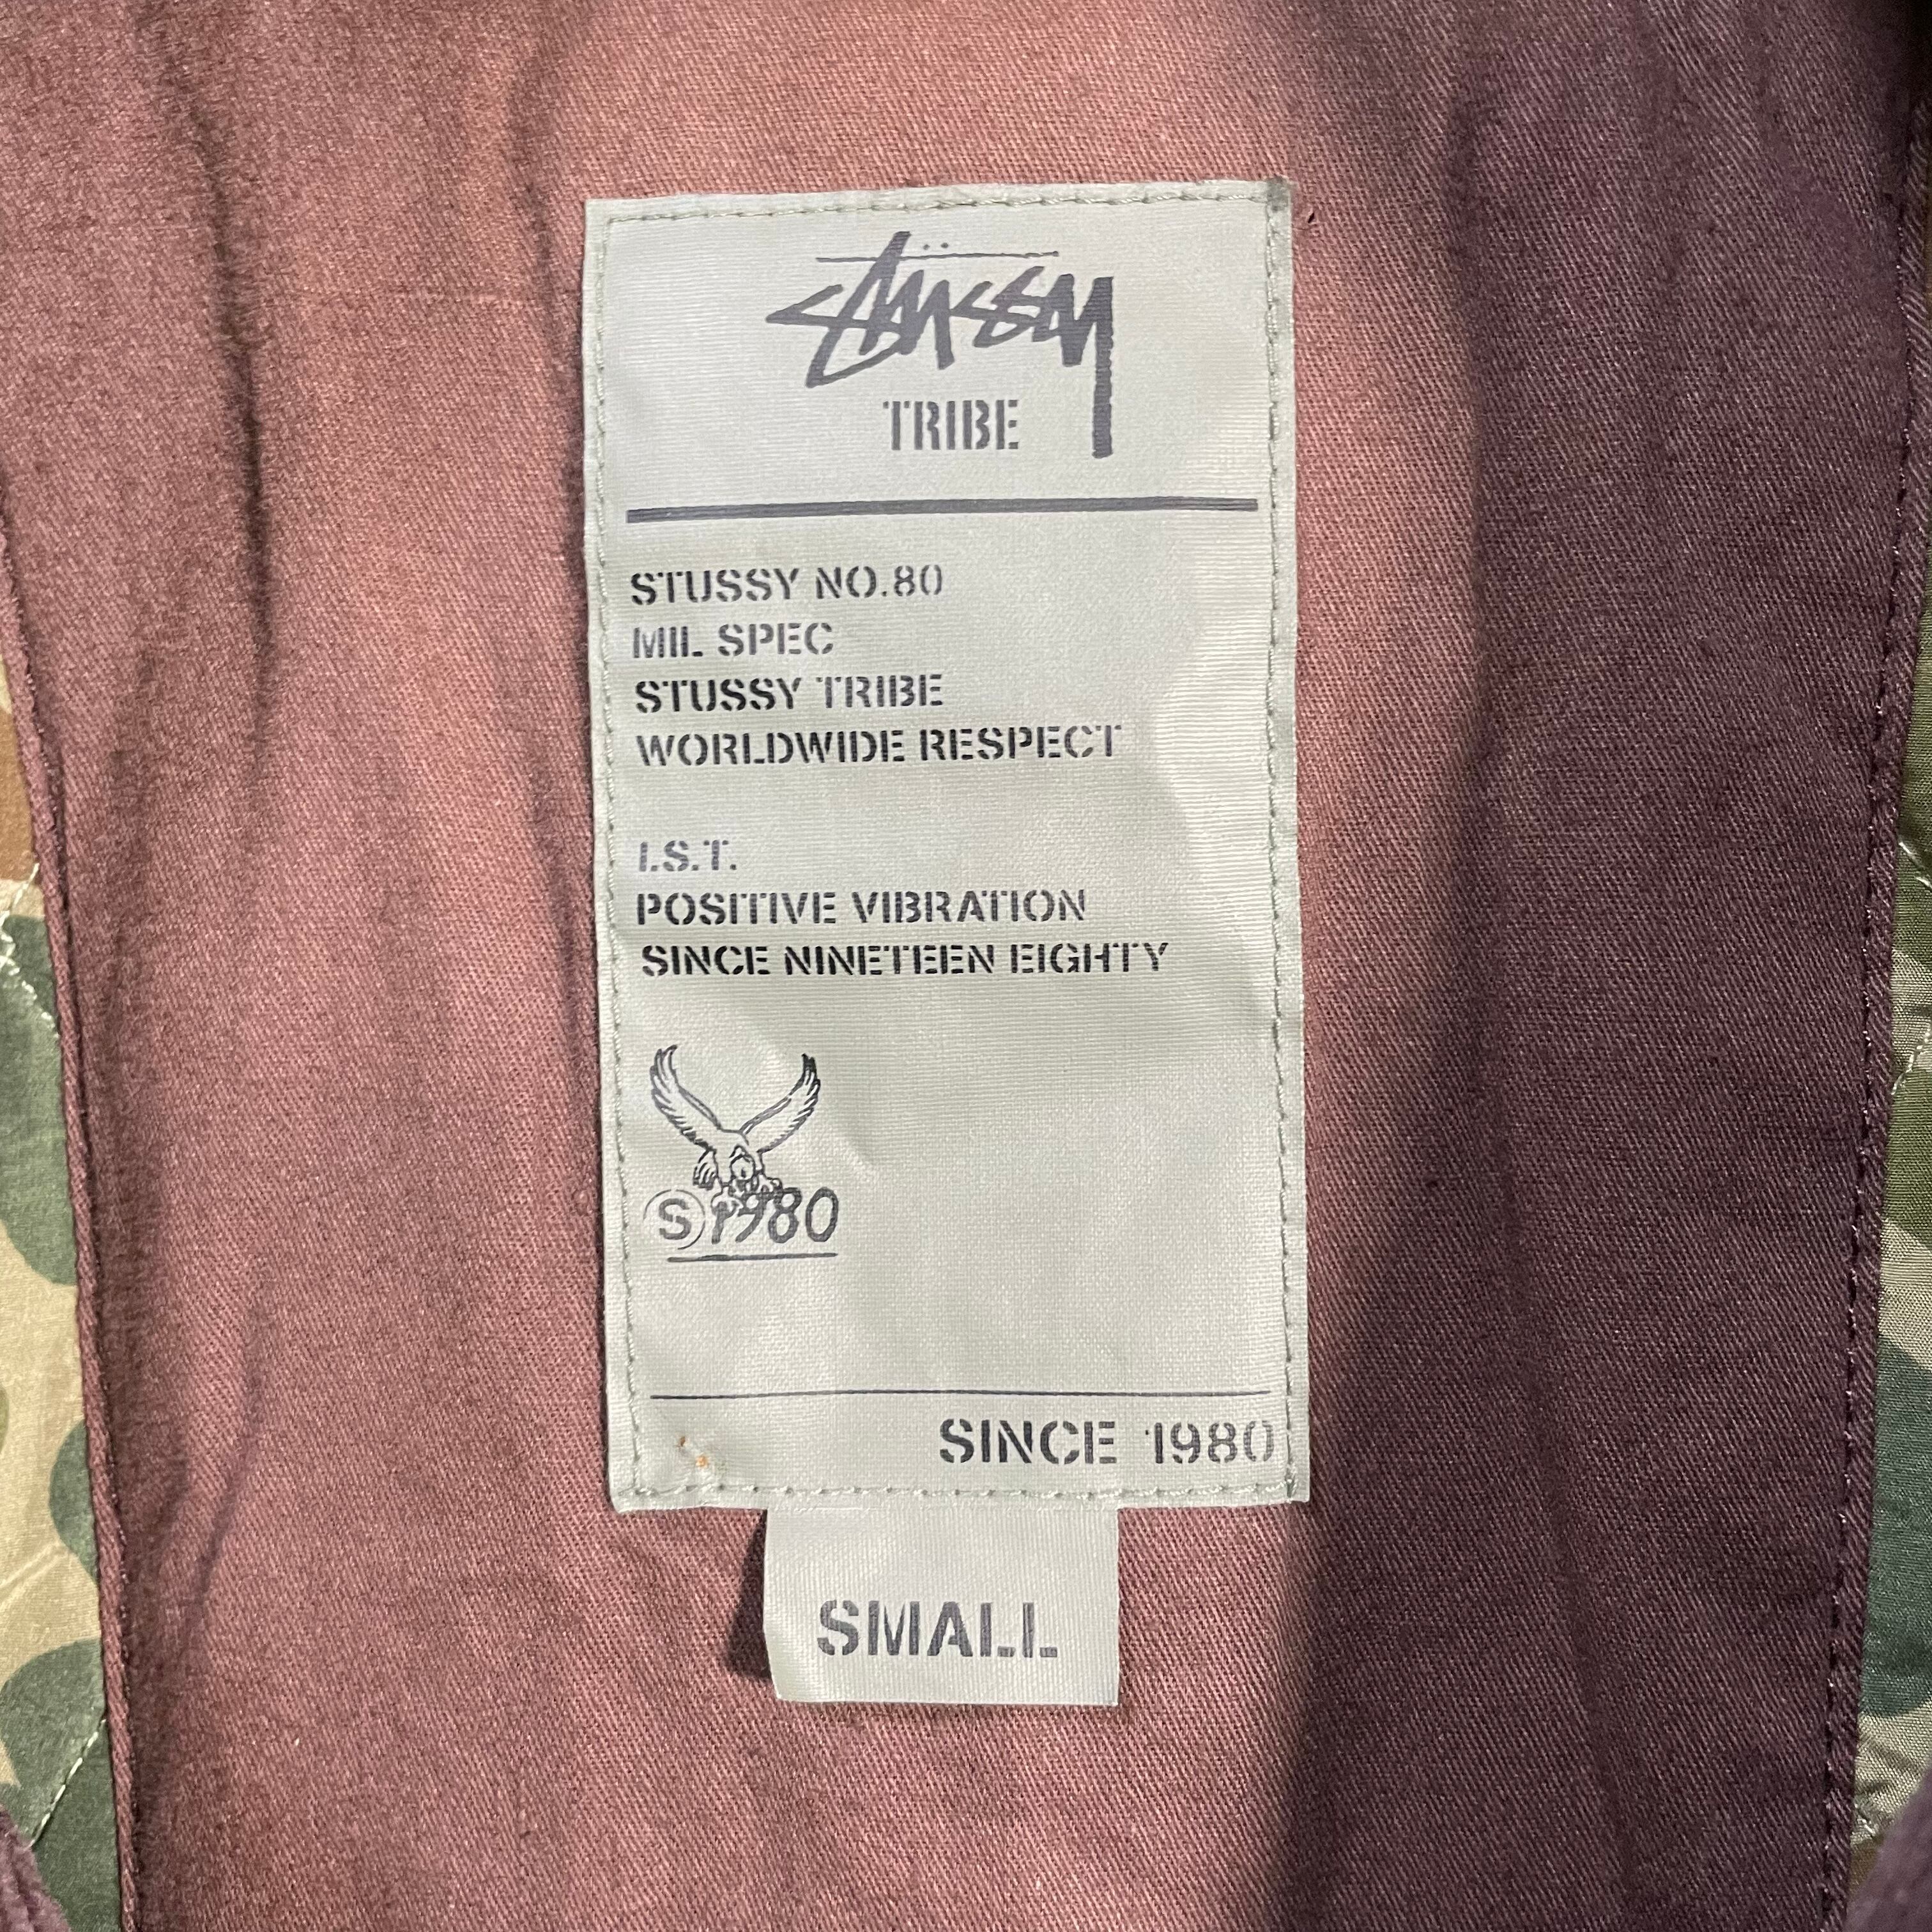 Stüssy
TRIBE
STUSSY NO.80
MIL SPEC
STUSSY TRIBE
WORLDWIDE RESPECT
I.S.T.
POSITIVE VIBRATION
SINCE NINETEEN EIGHTY
S 1980
SINCE 1980
SMALL